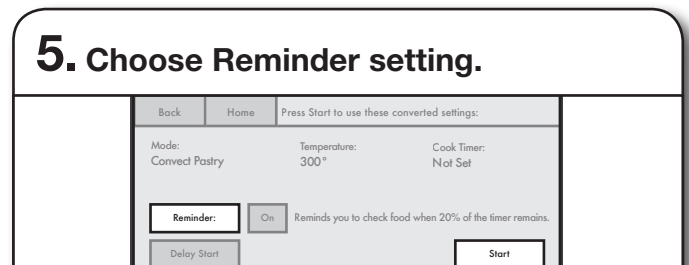 5. Choose Reminder setting.
Back Home Press Start to use these converted settings:
Mode: Temperature: Cook Timer:
Convect Pastry 300° Not Set
Reminder: On Reminds you to check food when 20% of the timer remains.
Delay Start Start